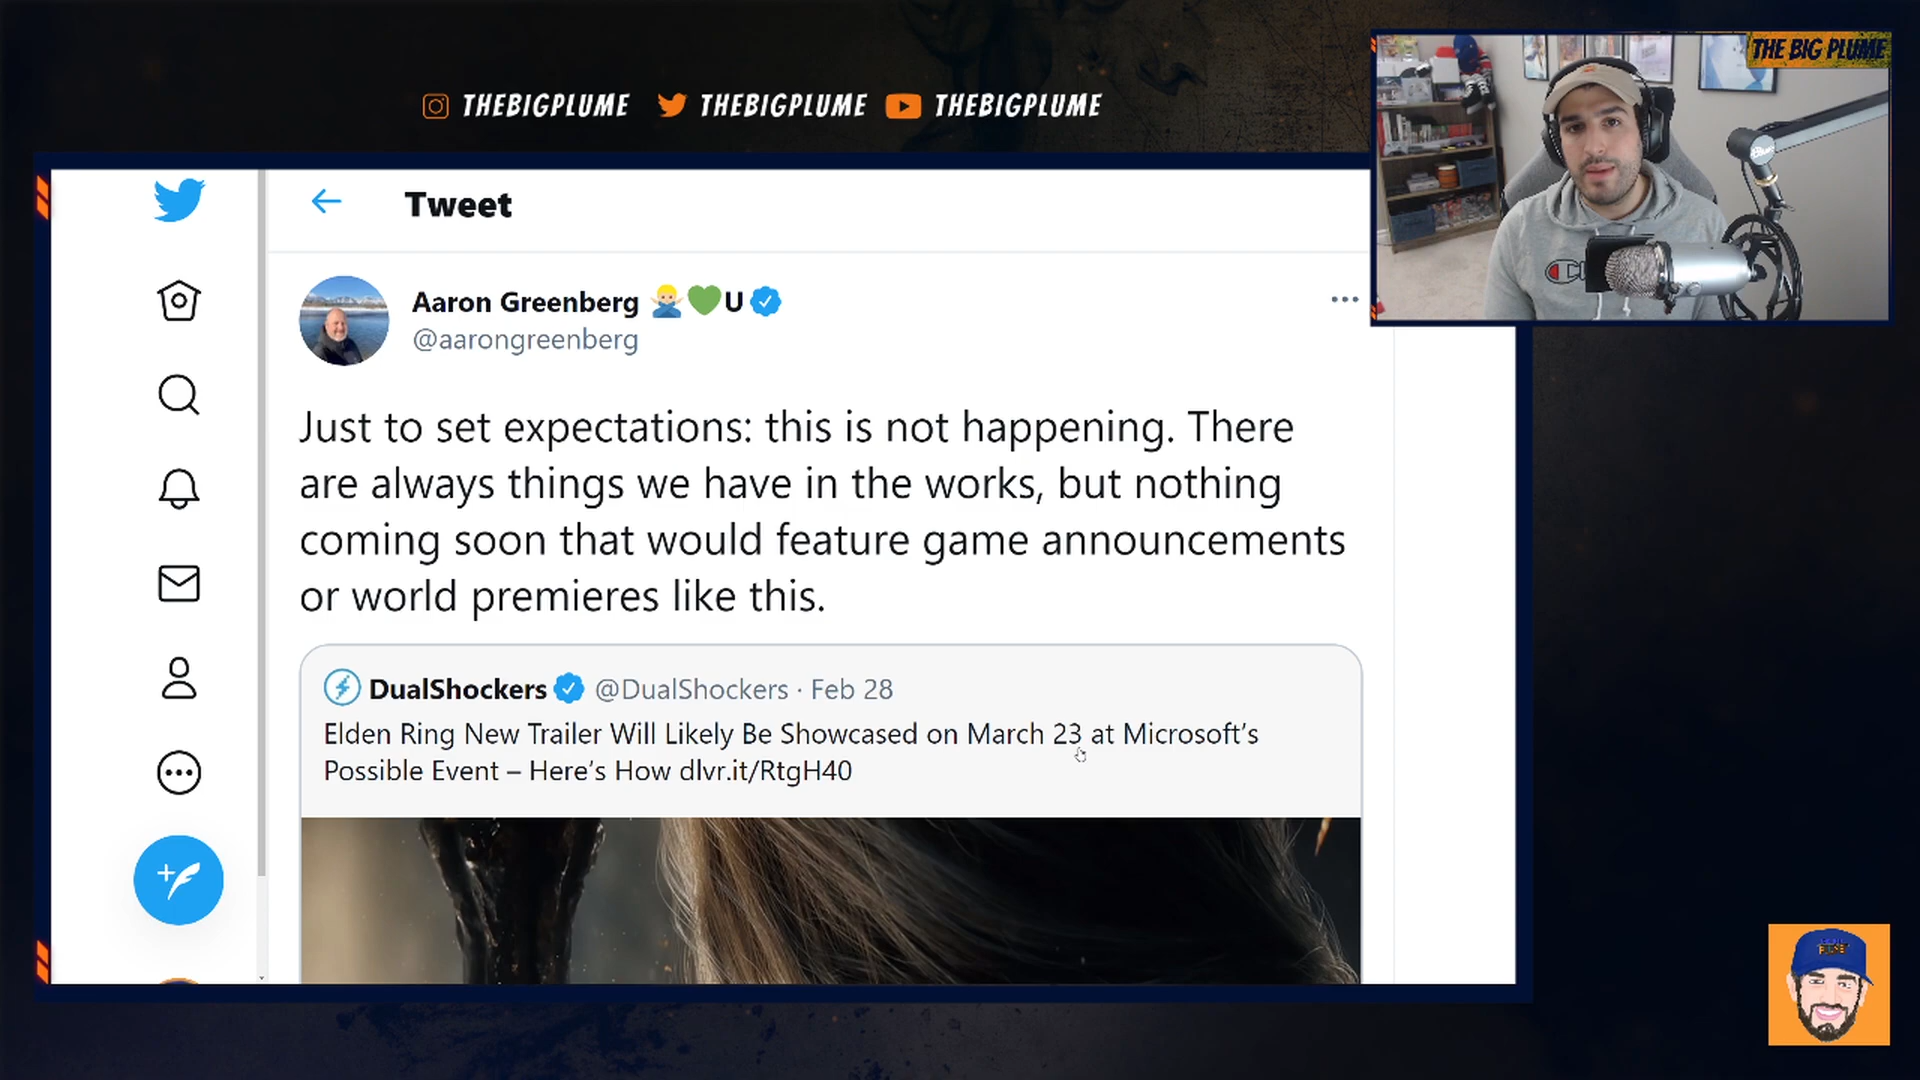 THEBIGPLUME THEBIGPLUME THEBIGPLUME
THE BIG PLUME
Tweet
Aaron Greenberg 🙅🏼‍♂️💚U
@aarongreenberg
Just to set expectations: this is not happening. There
are always things we have in the works, but nothing
coming soon that would feature game announcements
or world premieres like this.
DualShockers @DualShockers · Feb 28
Elden Ring New Trailer Will Likely Be Showcased on March 23 at Microsoft's
Possible Event – Here's How dlvr.it/RtgH40